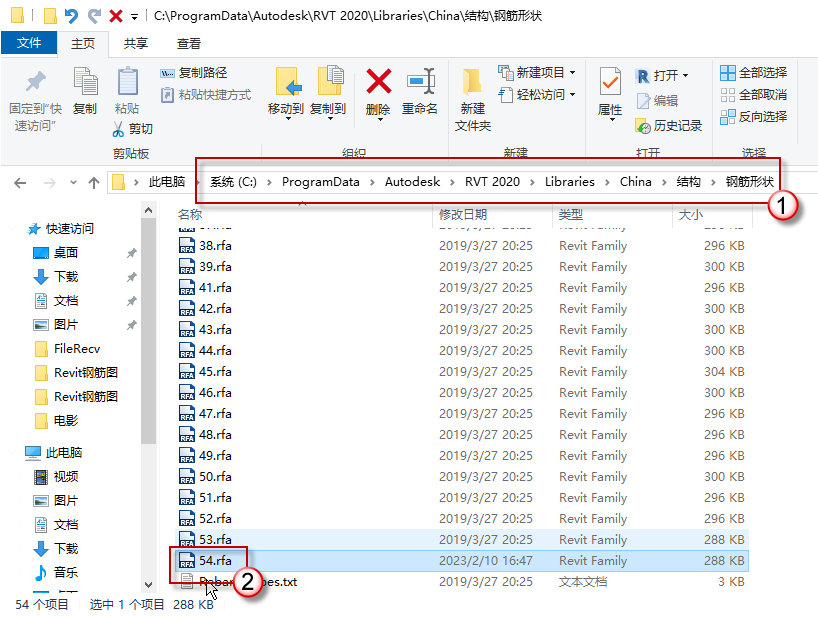 C:\ProgramData\Autodesk\RVT 2020\Libraries\China\结构\钢筋形状
文件 主页 共享 查看
固定到“快速访问”
复制
粘贴
复制路径
粘贴快捷方式
剪切
移动到
复制到
删除
重命名
新建
文件夹
新建项目
轻松访问
属性
打开
编辑
历史记录
全部选择
全部取消
反向选择
剪贴板 组织 新建 打开 选择
此电脑 系统 (C:) ProgramData Autodesk RVT 2020 Libraries China 结构 钢筋形状
1
快速访问
桌面
下载
文档
图片
FileRecv
Revit钢筋图
Revit钢筋图
电影
此电脑
视频
图片
文档
下载
音乐
名称 修改日期 类型 大小
38.rfa 2019/3/27 20:25 Revit Family 296 KB
39.rfa 2019/3/27 20:25 Revit Family 300 KB
41.rfa 2019/3/27 20:25 Revit Family 296 KB
42.rfa 2019/3/27 20:25 Revit Family 300 KB
43.rfa 2019/3/27 20:25 Revit Family 300 KB
44.rfa 2019/3/27 20:25 Revit Family 300 KB
45.rfa 2019/3/27 20:25 Revit Family 304 KB
46.rfa 2019/3/27 20:25 Revit Family 300 KB
47.rfa 2019/3/27 20:25 Revit Family 296 KB
48.rfa 2019/3/27 20:25 Revit Family 296 KB
49.rfa 2019/3/27 20:25 Revit Family 296 KB
50.rfa 2019/3/27 20:25 Revit Family 300 KB
51.rfa 2019/3/27 20:25 Revit Family 296 KB
52.rfa 2019/3/27 20:25 Revit Family 296 KB
53.rfa 2019/3/27 20:25 Revit Family 288 KB
54.rfa 2023/2/10 16:47 Revit Family 288 KB
2
2019/3/27 20:25 文本文档 3 KB
54 个项目 选中 1 个项目 288 KB